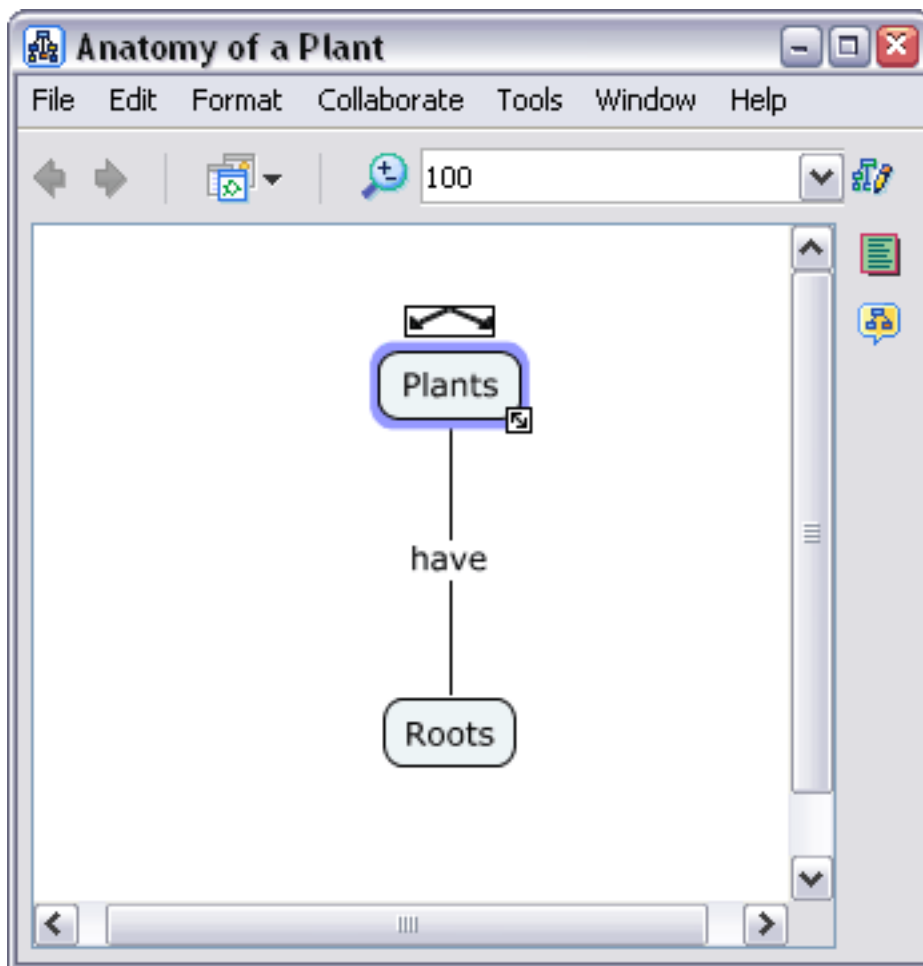 Anatomy of a Plant
File Edit Format Collaborate Tools Window Help
100
Plants
have
Roots